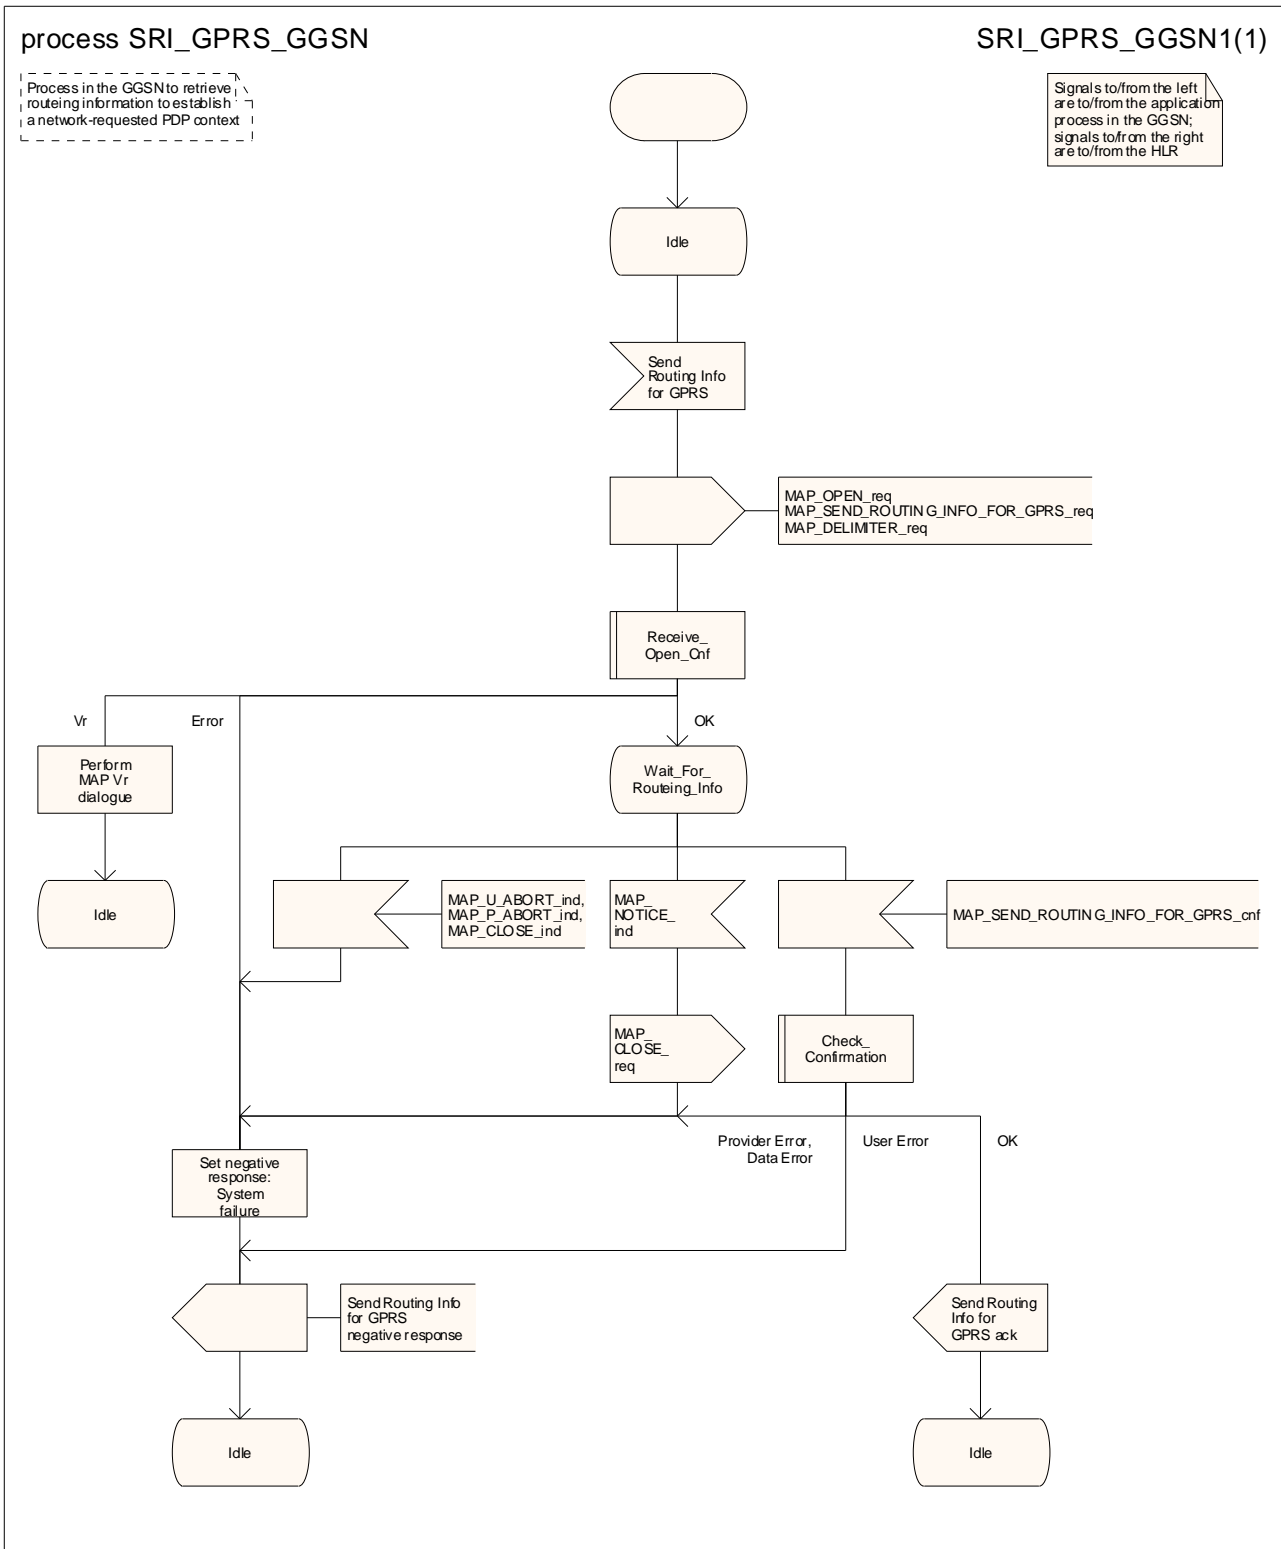 process SRI_GPRS_GGSN
SRI_GPRS_GGSN1(1)
Process in the GGSN to retrieve
routeing information to establish
a network-requested PDP context
Signals to/from the left
are to/from the application
process in the GGSN;
signals to/from the right
are to/from the HLR
Idle
Send
Routing Info
for GPRS
MAP_OPEN_req
MAP_SEND_ROUTING_INFO_FOR_GPRS_req
MAP_DELIMITER_req
Receive_
Open_Cnf
Vr
Error
OK
Perform
MAP Vr
dialogue
Wait_For_
Routeing_Info
Idle
MAP_U_ABORT_ind,
MAP_P_ABORT_ind,
MAP_CLOSE_ind
MAP_
NOTICE_
ind
MAP_SEND_ROUTING_INFO_FOR_GPRS_cnf
MAP_
CLOSE_
req
Check_
Confirmation
Provider Error,
Data Error
User Error
OK
Set negative
response:
System
failure
Send Routing Info
for GPRS
negative response
Send Routing
Info for
GPRS ack
Idle
Idle